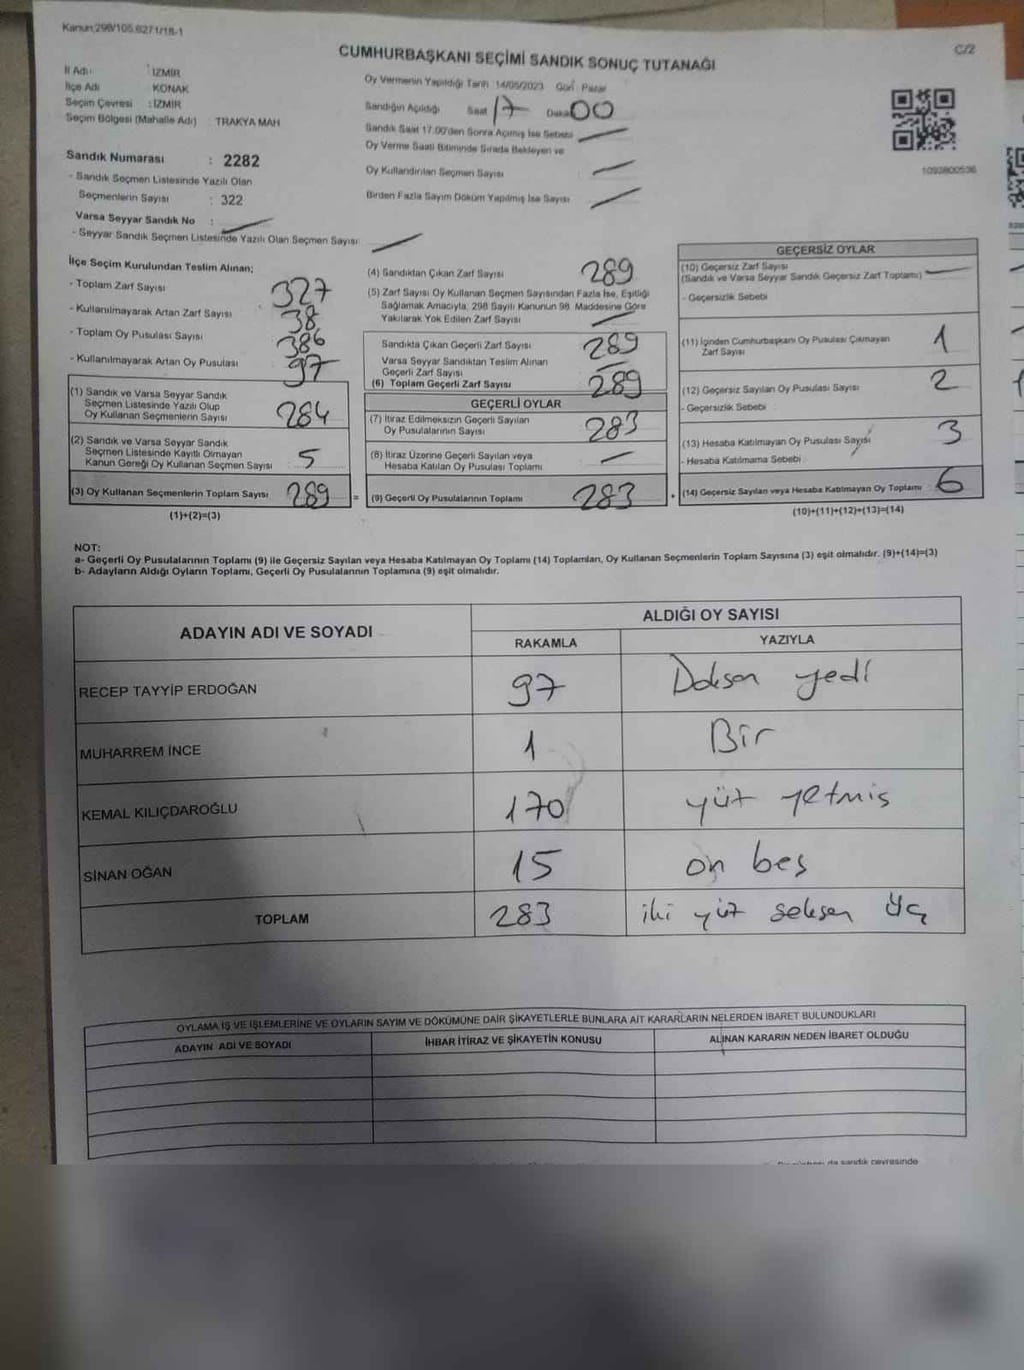 Kanun;298/105,6271/18-1
C/2
CUMHURBAŞKANI SEÇİMİ SANDIK SONUÇ TUTANAĞI
İl Adı : İZMİR
İlçe Adı KONAK
Seçim Çevresi : İZMİR
Seçim Bölgesi (Mahalle Adı) TRAKYA MAH
Sandık Numarası : 2282
- Sandık Seçmen Listesinde Yazılı Olan
Seçmenlerin Sayısı : 322
Varsa Seyyar Sandık No :
- Seyyar Sandık Seçmen Listesinde Yazılı Olan Seçmen Sayısı
Oy Vermenin Yapıldığı Tarih 14/05/2023 Gün Pazar
Sandığın Açıldığı Saat 17 Dakika 00
Sandık Saat 17.00'den Sonra Açılmış İse Sebebi
Oy Verme Saati Bitiminde Sırada Bekleyen ve
Oy Kullandırılan Seçmen Sayısı
Birden Fazla Sayım Döküm Yapılmış İse Sayısı
1093800536
İlçe Seçim Kurulundan Teslim Alınan;
- Toplam Zarf Sayısı 327
- Kullanılmayarak Artan Zarf Sayısı 38
- Toplam Oy Pusulası Sayısı 386
- Kullanılmayarak Artan Oy Pusulası 97
(1) Sandık ve Varsa Seyyar Sandık
Seçmen Listesinde Yazılı Olup
Oy Kullanan Seçmenlerin Sayısı 284
(2) Sandık ve Varsa Seyyar Sandık
Seçmen Listesinde Kayıtlı Olmayan
Kanun Gereği Oy Kullanan Seçmen Sayısı 5
(3) Oy Kullanan Seçmenlerin Toplam Sayısı 289 =
(1)+(2)=(3)
(4) Sandıktan Çıkan Zarf Sayısı 289
(5) Zarf Sayısı Oy Kullanan Seçmen Sayısından Fazla İse, Eşitliği
Sağlamak Amacıyla, 298 Sayılı Kanunun 98. Maddesine Göre
Yakılarak Yok Edilen Zarf Sayısı
Sandıkta Çıkan Geçerli Zarf Sayısı 289
Varsa Seyyar Sandıktan Teslim Alınan
Geçerli Zarf Sayısı
(6) Toplam Geçerli Zarf Sayısı 289
GEÇERLİ OYLAR
(7) İtiraz Edilmeksizin Geçerli Sayılan
Oy Pusulalarının Sayısı 283
(8) İtiraz Üzerine Geçerli Sayılan veya
Hesaba Katılan Oy Pusulası Toplamı
(9) Geçerli Oy Pusulalarının Toplamı 283
GEÇERSİZ OYLAR
(10) Geçersiz Zarf Sayısı
(Sandık ve Varsa Seyyar Sandık Geçersiz Zarf Toplamı)
- Geçersizlik Sebebi
(11) İçinden Cumhurbaşkanı Oy Pusulası Çıkmayan
Zarf Sayısı 1
(12) Geçersiz Sayılan Oy Pusulası Sayısı 2
- Geçersizlik Sebebi
(13) Hesaba Katılmayan Oy Pusulası Sayısı 3
- Hesaba Katılmama Sebebi
(14) Geçersiz Sayılan veya Hesaba Katılmayan Oy Toplamı 6
(10)+(11)+(12)+(13)=(14)
NOT:
a- Geçerli Oy Pusulalarının Toplamı (9) ile Geçersiz Sayılan veya Hesaba Katılmayan Oy Toplamı (14) Toplamları, Oy Kullanan Seçmenlerin Toplam Sayısına (3) eşit olmalıdır. (9)+(14)=(3)
b- Adayların Aldığı Oyların Toplamı, Geçerli Oy Pusulalarının Toplamına (9) eşit olmalıdır.
ADAYIN ADI VE SOYADI
ALDIĞI OY SAYISI
RAKAMLA YAZIYLA
RECEP TAYYİP ERDOĞAN 97 Doksan yedi
MUHARREM İNCE 1 Bir
KEMAL KILIÇDAROĞLU 170 yüz yetmiş
SİNAN OĞAN 15 on beş
TOPLAM 283 iki yüz seksen üç
OYLAMA İŞ VE İŞLEMLERİNE VE OYLARIN SAYIM VE DÖKÜMÜNE DAİR ŞİKAYETLERLE BUNLARA AİT KARARLARIN NELERDEN İBARET BULUNDUKLARI
ADAYIN ADI VE SOYADI İHBAR İTİRAZ VE ŞİKAYETİN KONUSU ALINAN KARARIN NEDEN İBARET OLDUĞU
da sandık çevresinde